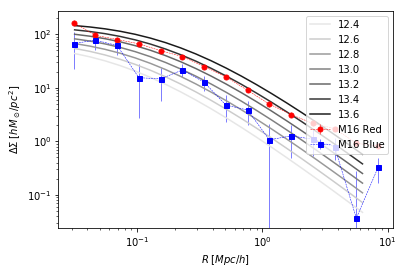 12.4
12.6
12.8
13.0
13.2
13.4
13.6
M16 Red
M16 Blue
10²
10¹
10⁰
10⁻¹
ΔΣ [hM☉/pc²]
10⁻¹ 10⁰ 10¹
R [Mpc/h]